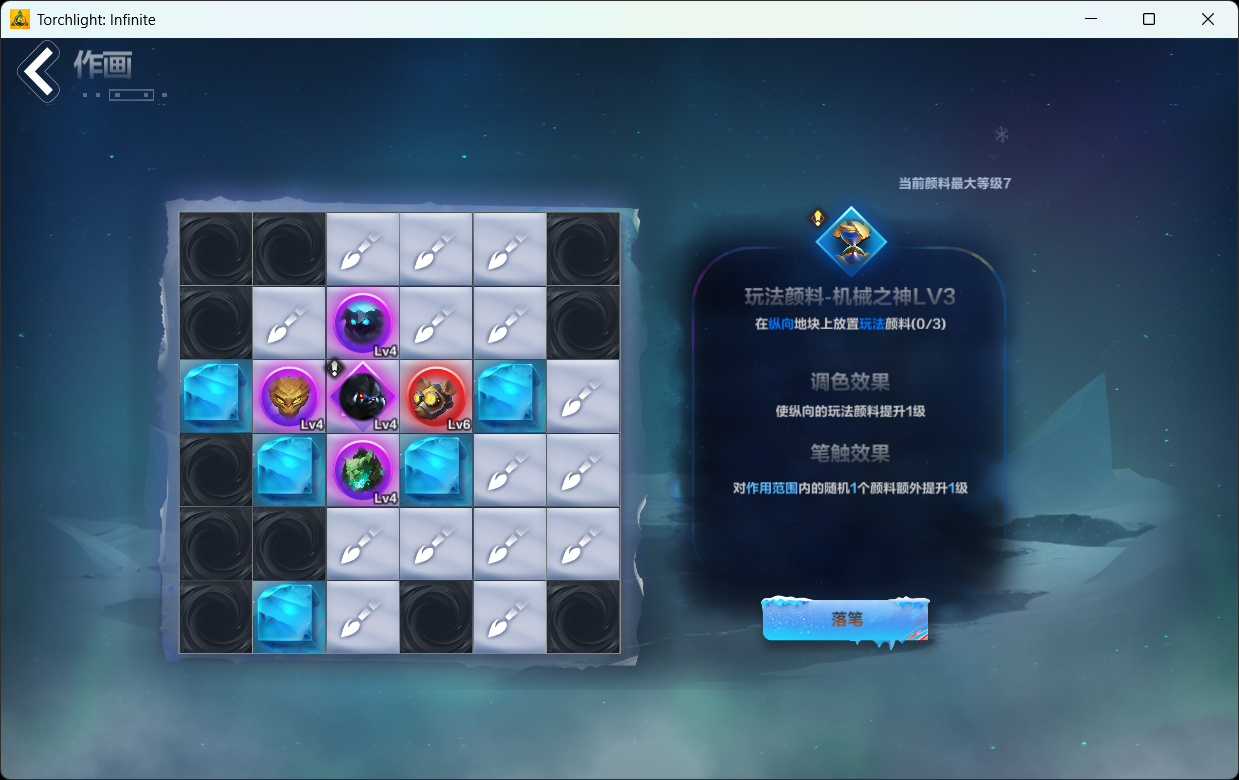 Torchlight: Infinite
作画
当前颜料最大等级7
玩法颜料-机械之神LV3
在纵向地块上放置玩法颜料(0/3)
Lv4
调色效果
使纵向的玩法颜料提升1级
Lv4
Lv4
Lv6
笔触效果
对作用范围内的随机1个颜料额外提升1级
Lv4
落笔